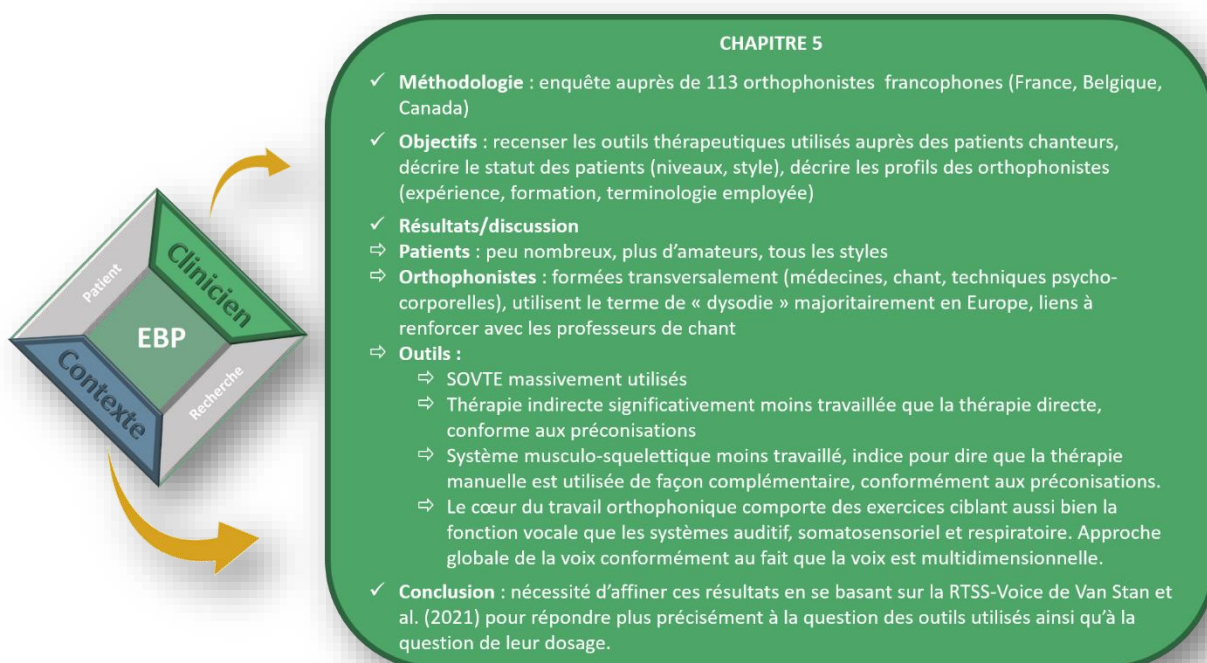 CHAPITRE 5
✓ Méthodologie : enquête auprès de 113 orthophonistes francophones (France, Belgique,
Canada)
✓ Objectifs : recenser les outils thérapeutiques utilisés auprès des patients chanteurs,
décrire le statut des patients (niveaux, style), décrire les profils des orthophonistes
(expérience, formation, terminologie employée)
✓ Résultats/discussion
⇨ Patients : peu nombreux, plus d'amateurs, tous les styles
⇨ Orthophonistes : formées transversalement (médecines, chant, techniques psycho-
corporelles), utilisent le terme de « dysodie » majoritairement en Europe, liens à
renforcer avec les professeurs de chant
⇨ Outils :
⇨ SOVTE massivement utilisés
⇨ Thérapie indirecte significativement moins travaillée que la thérapie directe,
conforme aux préconisations
⇨ Système musculo-squelettique moins travaillé, indice pour dire que la thérapie
manuelle est utilisée de façon complémentaire, conformément aux préconisations.
⇨ Le cœur du travail orthophonique comporte des exercices ciblant aussi bien la
fonction vocale que les systèmes auditif, somatosensoriel et respiratoire. Approche
globale de la voix conformément au fait que la voix est multidimensionnelle.
✓ Conclusion : nécessité d'affiner ces résultats en se basant sur la RTSS-Voice de Van Stan et
al. (2021) pour répondre plus précisément à la question des outils utilisés ainsi qu'à la
question de leur dosage.
Patient
Clinicien
EBP
Contexte
Recherche